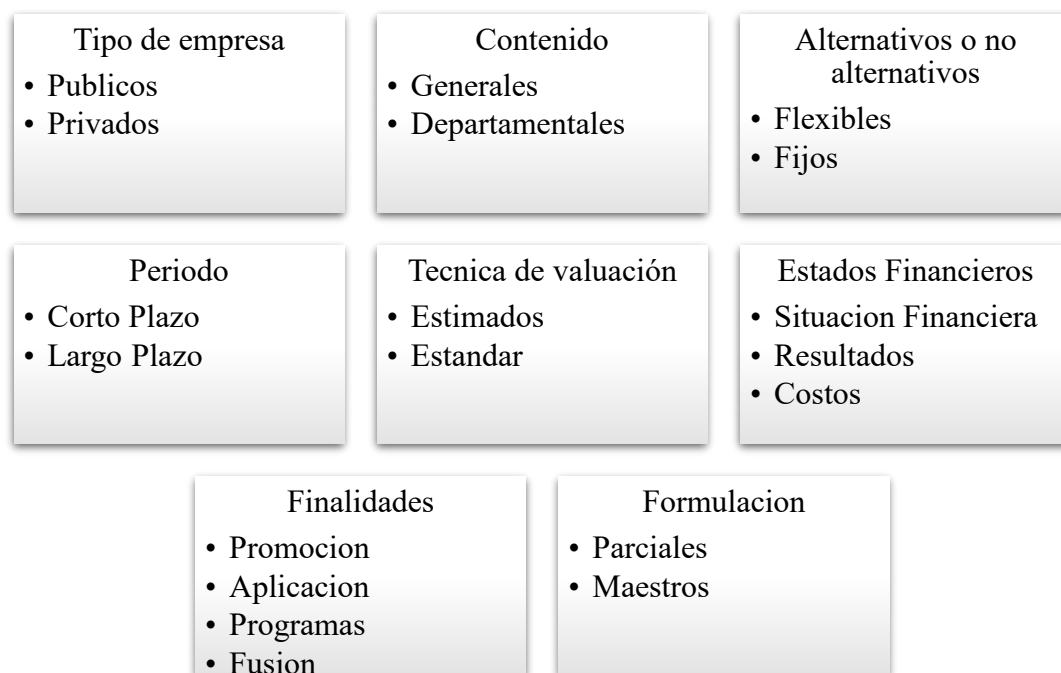 Tipo de empresa
• Publicos
• Privados
Contenido
• Generales
• Departamentales
Alternativos o no
alternativos
• Flexibles
• Fijos
Periodo
• Corto Plazo
• Largo Plazo
Tecnica de valuación
• Estimados
• Estandar
Estados Financieros
• Situacion Financiera
• Resultados
• Costos
Finalidades
• Promocion
• Aplicacion
• Programas
• Fusion
Formulacion
• Parciales
• Maestros